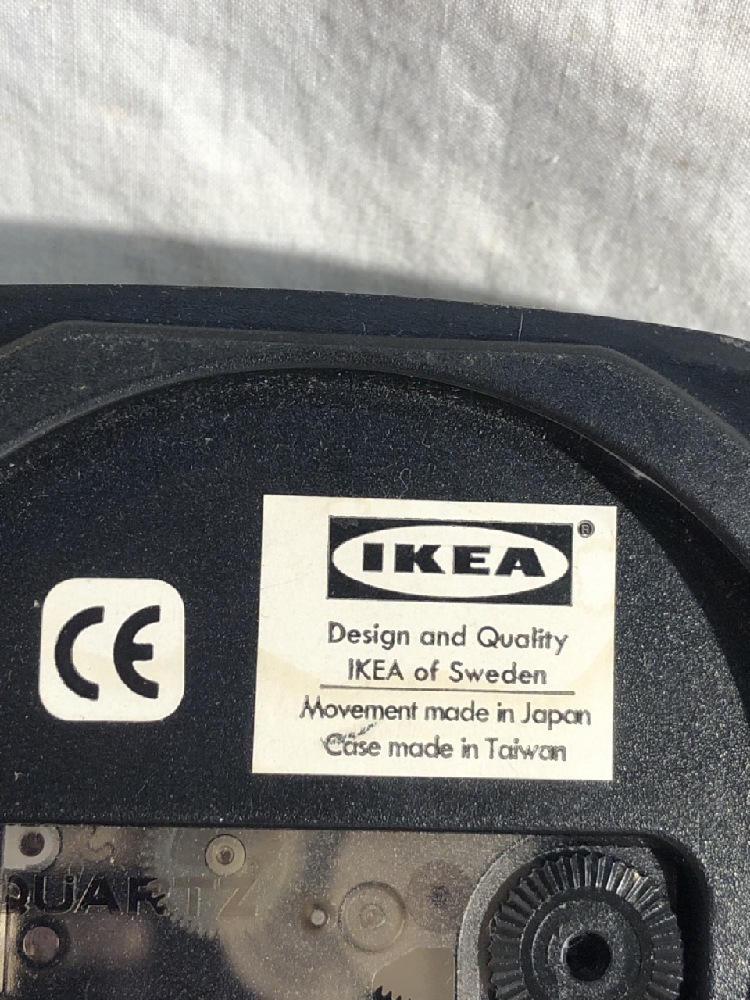 IKEA®
CE
Design and Quality
IKEA of Sweden
Movement made in Japan
Case made in Taiwan
QUARTZ